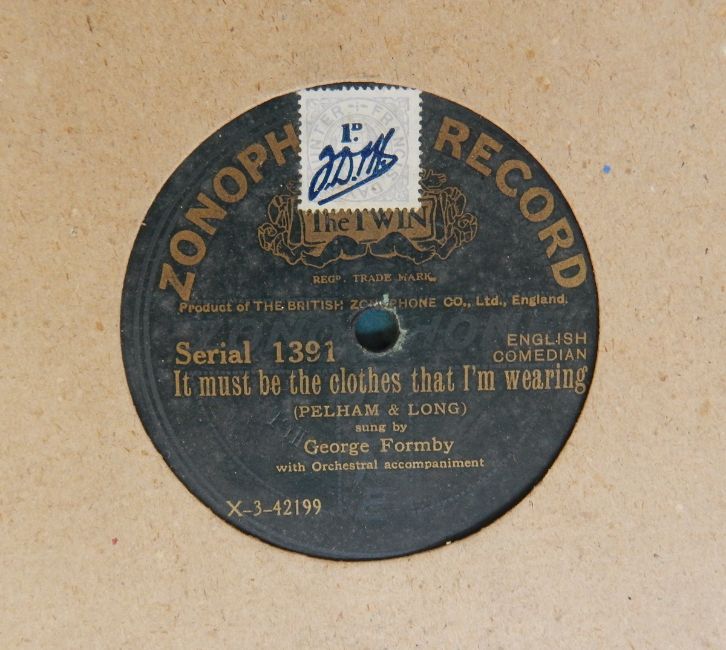 ZONOPH RECORD
1D.
The TWIN
REGD. TRADE MARK.
Product of THE BRITISH ZONOPHONE CO., Ltd., England.
ENGLISH
COMEDIAN
Serial 1391
It must be the clothes that I'm wearing
(PELHAM & LONG)
sung by
George Formby
with Orchestral accompaniment
X-3-42199
E